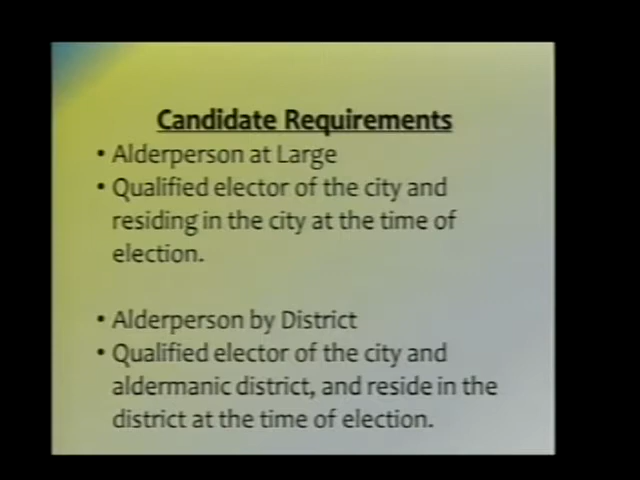 Candidate Requirements
• Alderperson at Large
• Qualified elector of the city and
residing in the city at the time of
election.
• Alderperson by District
• Qualified elector of the city and
aldermanic district, and reside in the
district at the time of election.